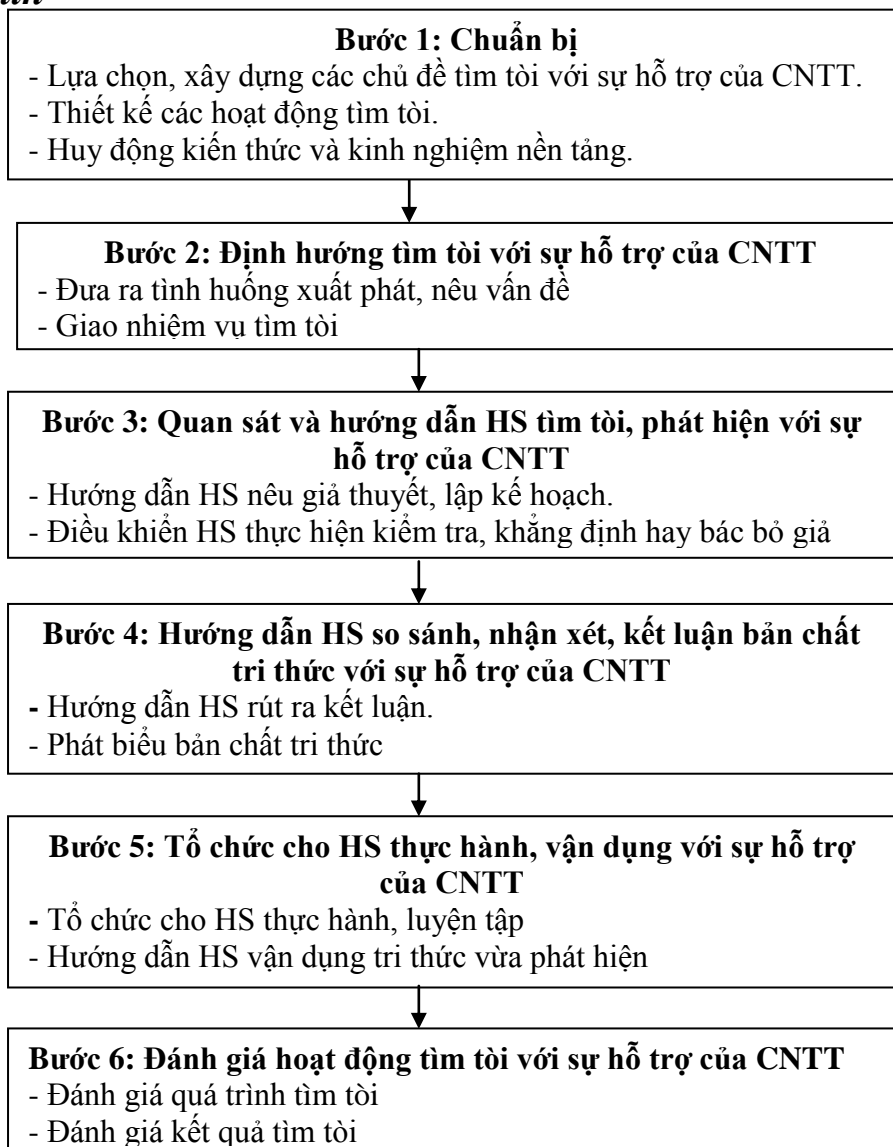 Bước 1: Chuẩn bị
- Lựa chọn, xây dựng các chủ đề tìm tòi với sự hỗ trợ của CNTT.
- Thiết kế các hoạt động tìm tòi.
- Huy động kiến thức và kinh nghiệm nền tảng.
Bước 2: Định hướng tìm tòi với sự hỗ trợ của CNTT
- Đưa ra tình huống xuất phát, nêu vấn đề
- Giao nhiệm vụ tìm tòi
Bước 3: Quan sát và hướng dẫn HS tìm tòi, phát hiện với sự
hỗ trợ của CNTT
- Hướng dẫn HS nêu giả thuyết, lập kế hoạch.
- Điều khiển HS thực hiện kiểm tra, khẳng định hay bác bỏ giả
Bước 4: Hướng dẫn HS so sánh, nhận xét, kết luận bản chất
tri thức với sự hỗ trợ của CNTT
- Hướng dẫn HS rút ra kết luận.
- Phát biểu bản chất tri thức
Bước 5: Tổ chức cho HS thực hành, vận dụng với sự hỗ trợ
của CNTT
- Tổ chức cho HS thực hành, luyện tập
- Hướng dẫn HS vận dụng tri thức vừa phát hiện
Bước 6: Đánh giá hoạt động tìm tòi với sự hỗ trợ của CNTT
- Đánh giá quá trình tìm tòi
- Đánh giá kết quả tìm tòi